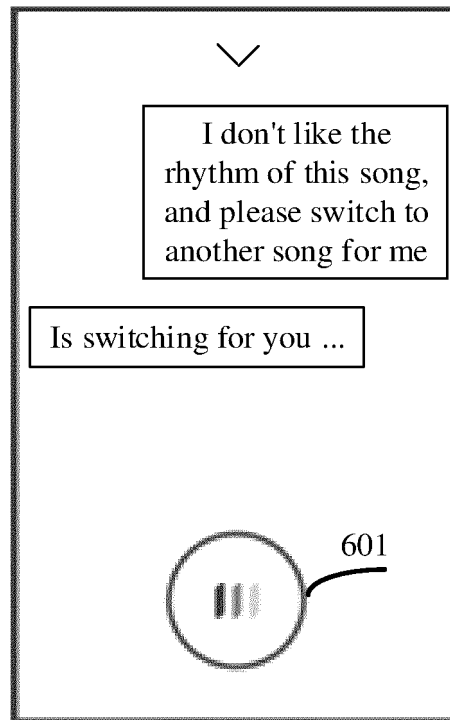 I don't like the
rhythm of this song,
and please switch to
another song for me
Is switching for you ...
601